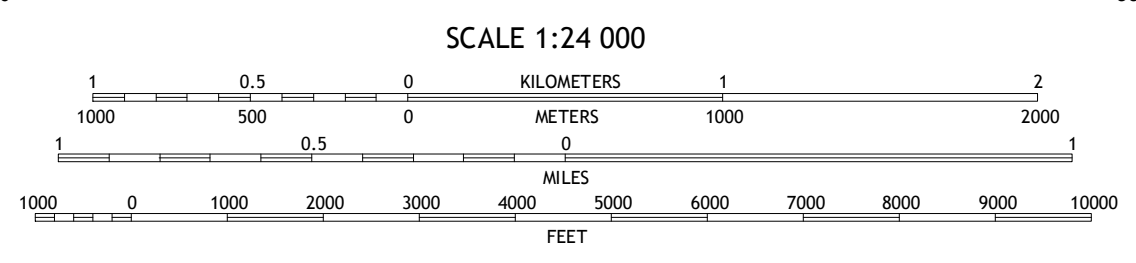 SCALE 1:24 000
1 0.5 0 KILOMETERS 1 2
1000 500 0 METERS 1000 2000
1 0.5 0 1
MILES
1000 0 1000 2000 3000 4000 5000 6000 7000 8000 9000 10000
FEET